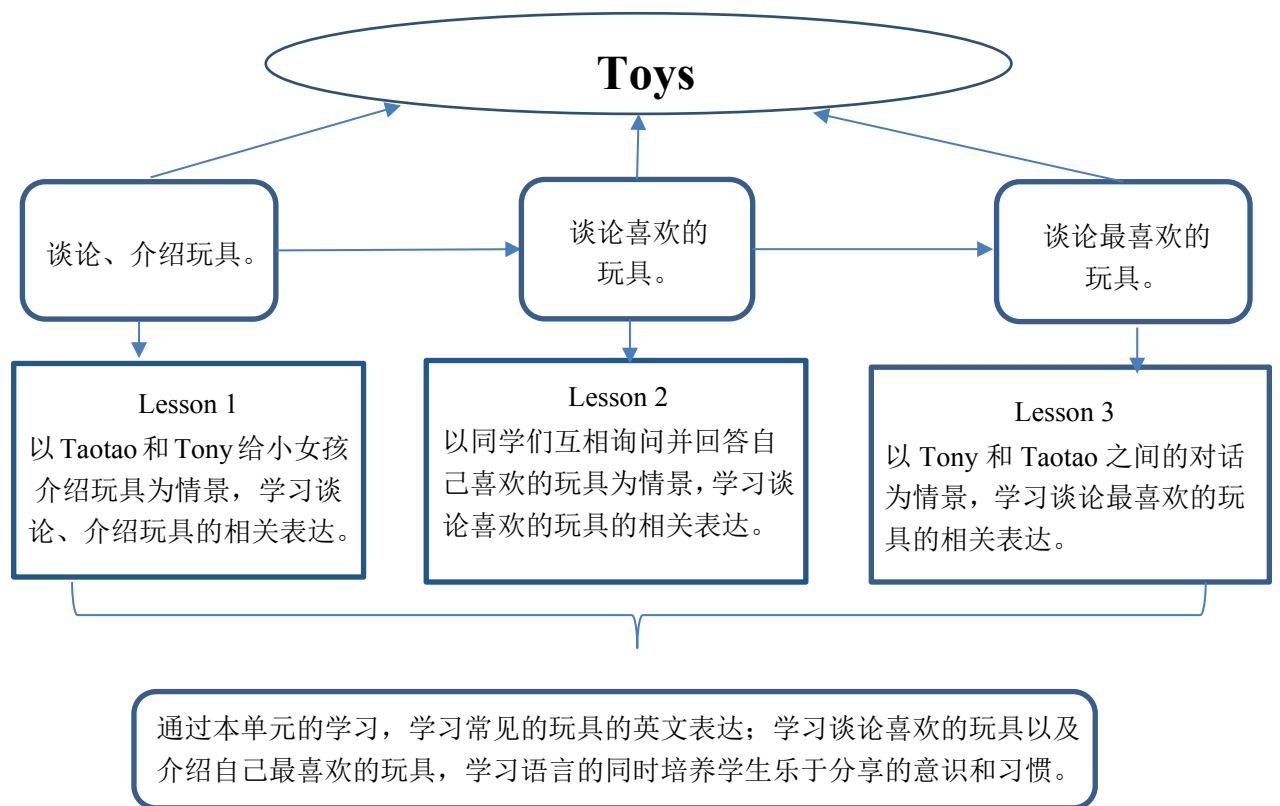 Toys
谈论、介绍玩具。
谈论喜欢的
玩具。
谈论最喜欢的
玩具。
Lesson 1
以 Taotao 和 Tony 给小女孩
介绍玩具为情景，学习谈
论、介绍玩具的相关表达。
Lesson 2
以同学们互相询问并回答自
己喜欢的玩具为情景，学习谈
论喜欢的玩具的相关表达。
Lesson 3
以 Tony 和 Taotao 之间的对话
为情景，学习谈论最喜欢的玩
具的相关表达。
通过本单元的学习，学习常见的玩具的英文表达；学习谈论喜欢的玩具以及
介绍自己最喜欢的玩具，学习语言的同时培养学生乐于分享的意识和习惯。